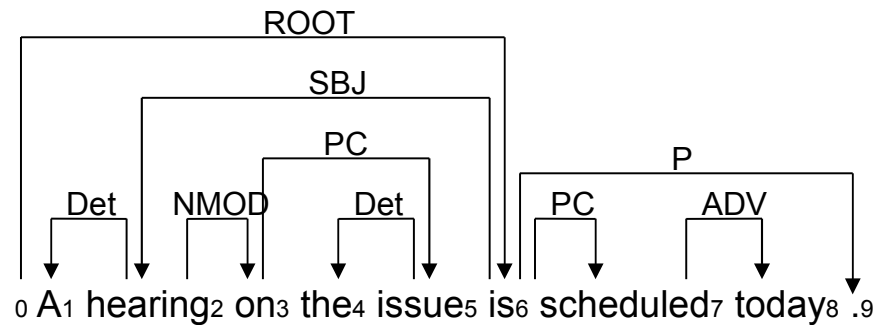 ROOT
SBJ
PC P
Det NMOD Det PC ADV
0 A1 hearing2 on3 the4 issue5 is6 scheduled7 today8 .9